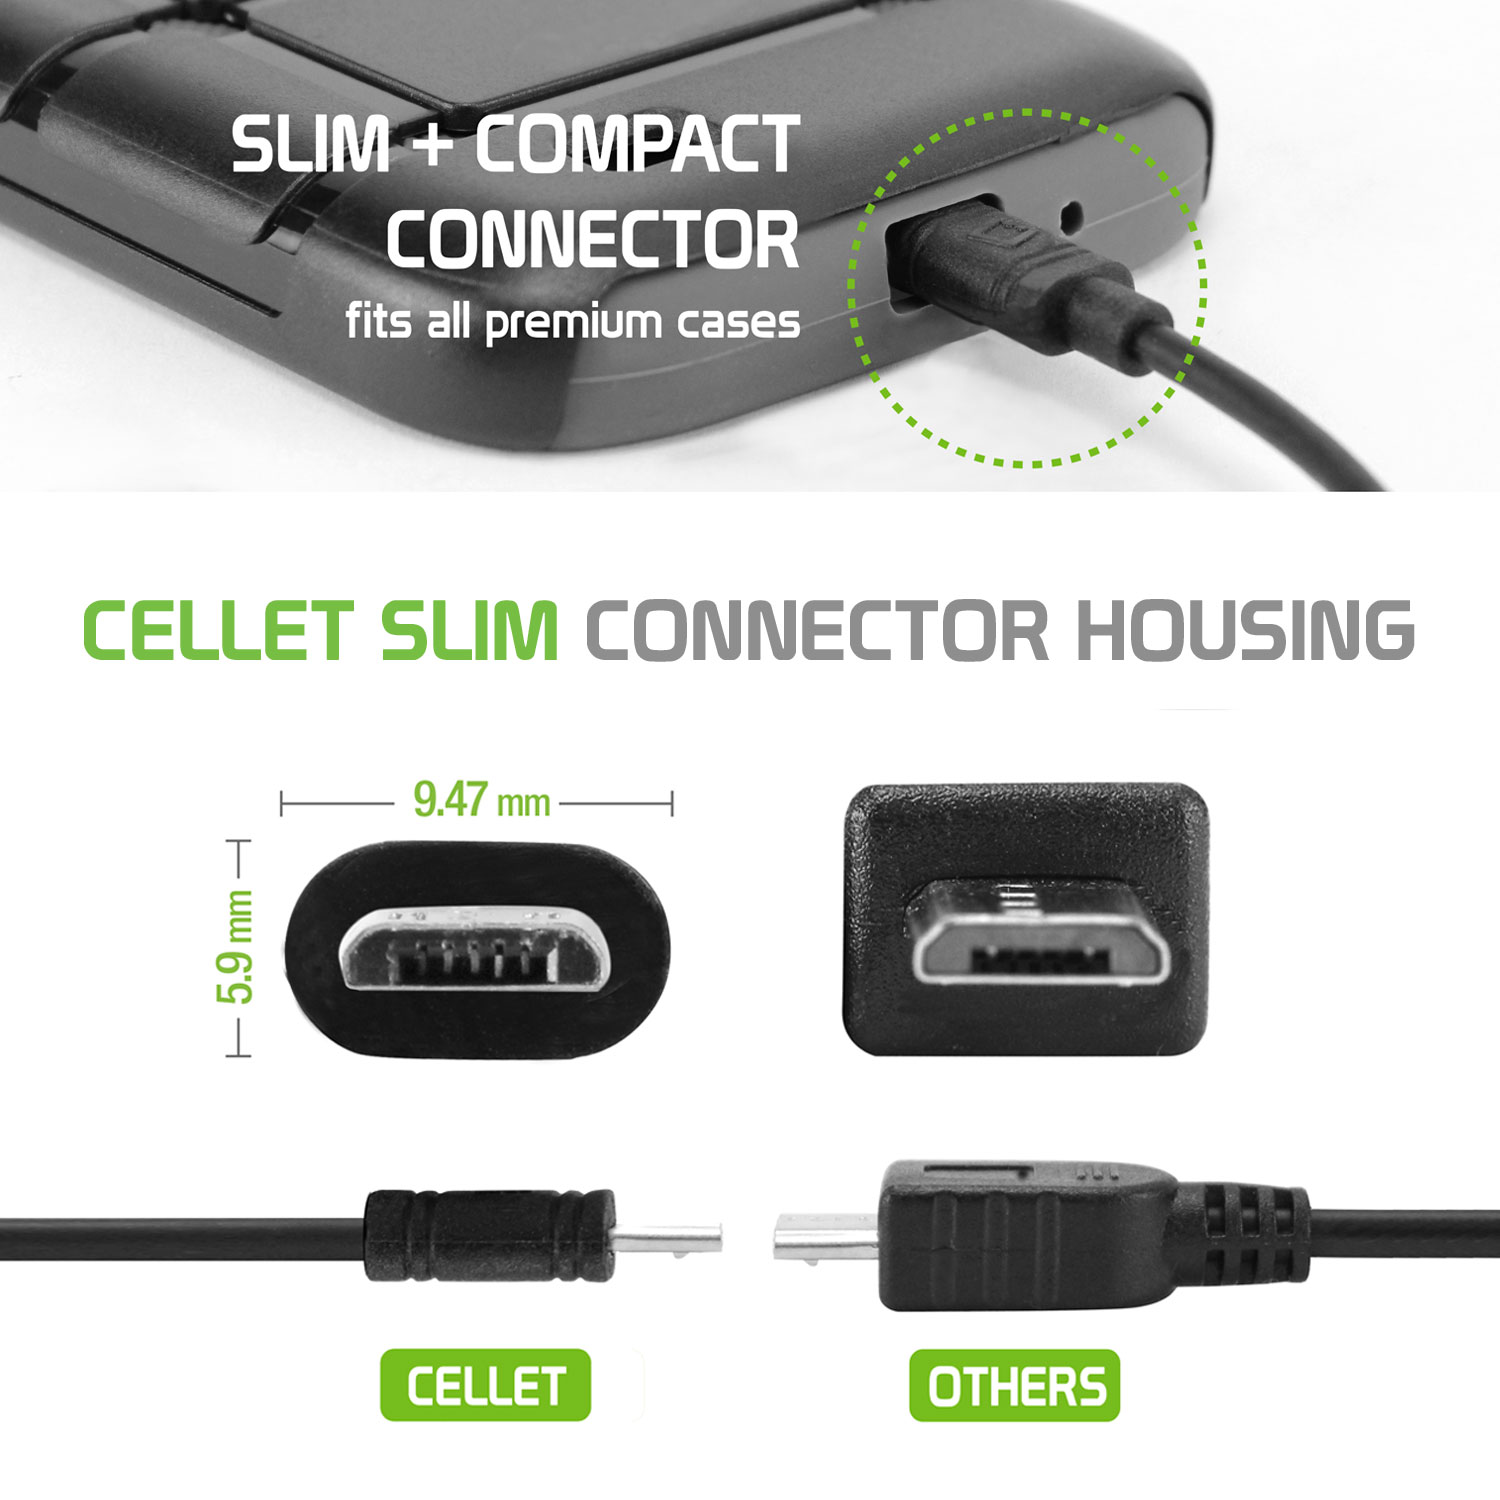 SLIM + COMPACT
CONNECTOR
fits all premium cases
CELLET SLIM CONNECTOR HOUSING
9.47 mm
5.9 mm
CELLET
OTHERS